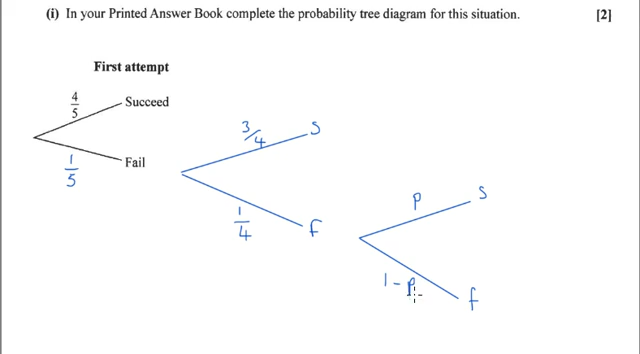 (i) In your Printed Answer Book complete the probability tree diagram for this situation. [2]
First attempt
4/5
Succeed
1/5
Fail
3/4
S
1/4
f
p
S
1 - p
f